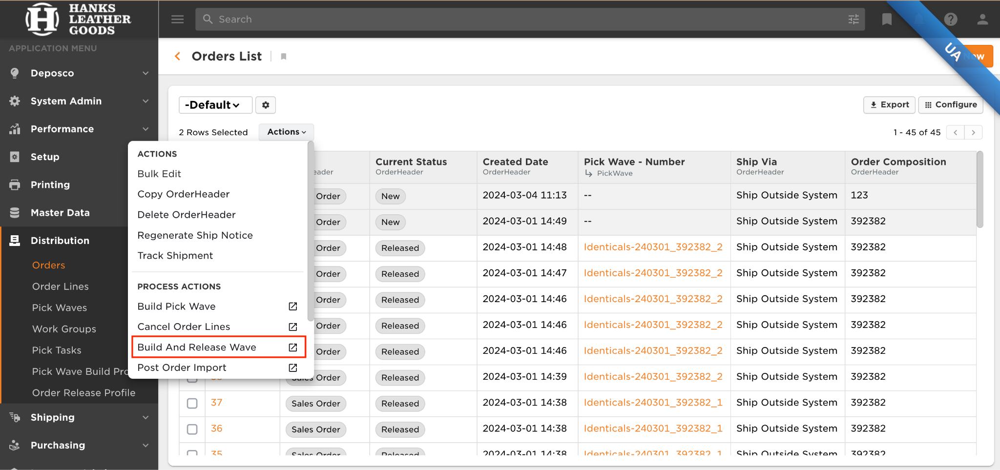 HANKS
LEATHER
GOODS
Search
APPLICATION MENU
Deposco
System Admin
Performance
Setup
Printing
Master Data
Distribution
Orders
Order Lines
Pick Waves
Work Groups
Pick Tasks
Pick Wave Build Pro
Order Release Profile
Shipping
Purchasing
Orders List
UA
-Default
Export
Configure
2 Rows Selected
Actions
1 - 45 of 45
ACTIONS
Bulk Edit
Copy OrderHeader
Delete OrderHeader
Regenerate Ship Notice
Track Shipment
PROCESS ACTIONS
Build Pick Wave
Cancel Order Lines
Build And Release Wave
Post Order Import
eader
Current Status
OrderHeader
Created Date
OrderHeader
Pick Wave - Number
PickWave
Ship Via
OrderHeader
Order Composition
OrderHeader
Order New 2024-03-04 11:13 -- Ship Outside System 123
Order New 2024-03-01 14:49 -- Ship Outside System 392382
Order Released 2024-03-01 14:48 Identicals-240301_392382_2 Ship Outside System 392382
Order Released 2024-03-01 14:47 Identicals-240301_392382_2 Ship Outside System 392382
Order Released 2024-03-01 14:46 Identicals-240301_392382_2 Ship Outside System 392382
Order Released 2024-03-01 14:46 Identicals-240301_392382_2 Ship Outside System 392382
Order Released 2024-03-01 14:46 Identicals-240301_392382_2 Ship Outside System 392382
Sales Order Released 2024-03-01 14:39 Identicals-240301_392382_2 Ship Outside System 392382
37 Sales Order Released 2024-03-01 14:38 Identicals-240301_392382_1 Ship Outside System 392382
36 Sales Order Released 2024-03-01 14:38 Identicals-240301_392382_1 Ship Outside System 392382
35 Sales Order Released 2024-03-01 14:38 Identicals-240301_392382_1 Ship Outside System 392382